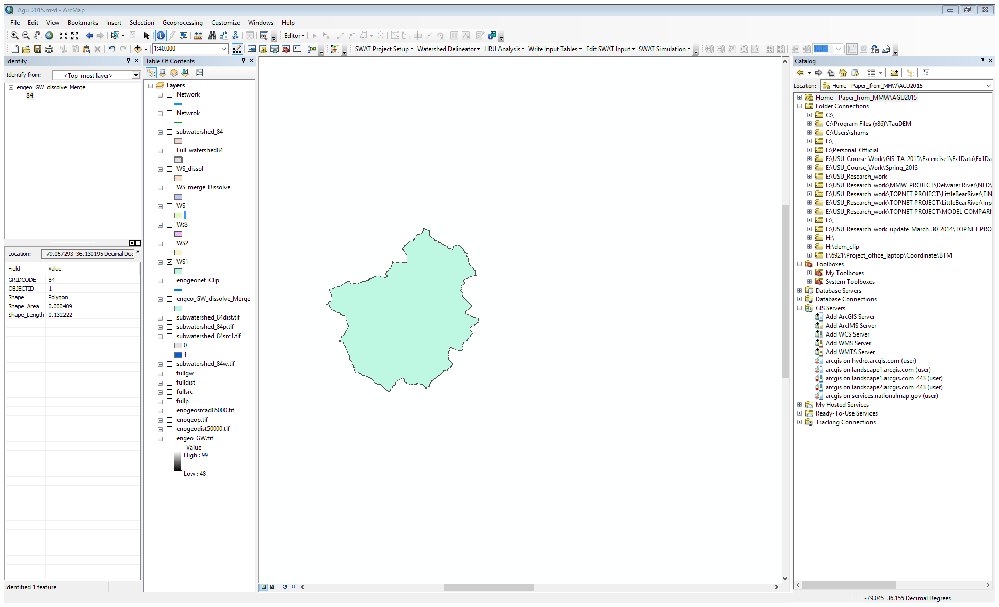 Agu_2015.mxd - ArcMap
File Edit View Bookmarks Insert Selection Geoprocessing Customize Windows Help
Editor
1:40,000
SWAT Project Setup Watershed Delineator HRU Analysis Write Input Tables Edit SWAT Input SWAT Simulation
100%
Identify
Identify from: <Top-most layer>
engeo_GW_dissolve_Merge
84
Location: -79.067293 36.130195 Decimal Deg
Field Value
GRIDCODE 84
OBJECTID 1
Shape Polygon
Shape_Area 0.000409
Shape_Length 0.132222
Identified 1 feature
Table Of Contents
Layers
Network
Netwrok
subwatershed_84
Full_watershed84
WS_dissol
WS_merge_Dissolve
WS
Ws3
WS2
WS1
enogeonet_Clip
engeo_GW_dissolve_Merge
subwatershed_84dist.tif
subwatershed_84p.tif
subwatershed_84src1.tif
0
1
subwatershed_84w.tif
fullgw
fulldist
fullsrc
fullp
enogeosrcad85000.tif
enogeop.tif
enogeodist50000.tif
engeo_GW.tif
Value
High : 99
Low : 48
Catalog
Location: Home - Paper_from_MMW\AGU2015
Home - Paper_from_MMW\AGU2015
Folder Connections
C:\
C:\Program Files (x86)\TauDEM
C:\Users\shams
E:\
E:\Personal_Official
E:\USU_Course_Work\GIS_TA_2015\Excercise1\Ex1Data\Ex1Da
E:\USU_Course_Work\Spring_2013
E:\USU_Research_work
E:\USU_Research_work\MMW_PROJECT\Delwarer River\NED\
E:\USU_Research_work\TOPNET PROJECT\LittleBearRiver\FIN
E:\USU_Research_work\TOPNET PROJECT\LittleBearRiver\Inp
E:\USU_Research_work\TOPNET PROJECT\MODEL COMPARIS
F:\
F:\USU_Research_work_update_March_30_2014\TOPNET PRO
H:\
H:\dem_clip
I:\6921\Project_office_laptop\Coordinate\BTM
Toolboxes
My Toolboxes
System Toolboxes
Database Servers
Database Connections
GIS Servers
Add ArcGIS Server
Add ArcIMS Server
Add WCS Server
Add WMS Server
Add WMTS Server
arcgis on hydro.arcgis.com (user)
arcgis on landscape1.arcgis.com (user)
arcgis on landscape1.arcgis.com_443 (user)
arcgis on landscape2.arcgis.com_443 (user)
arcgis on services.nationalmap.gov (user)
My Hosted Services
Ready-To-Use Services
Tracking Connections
-79.045 36.155 Decimal Degrees